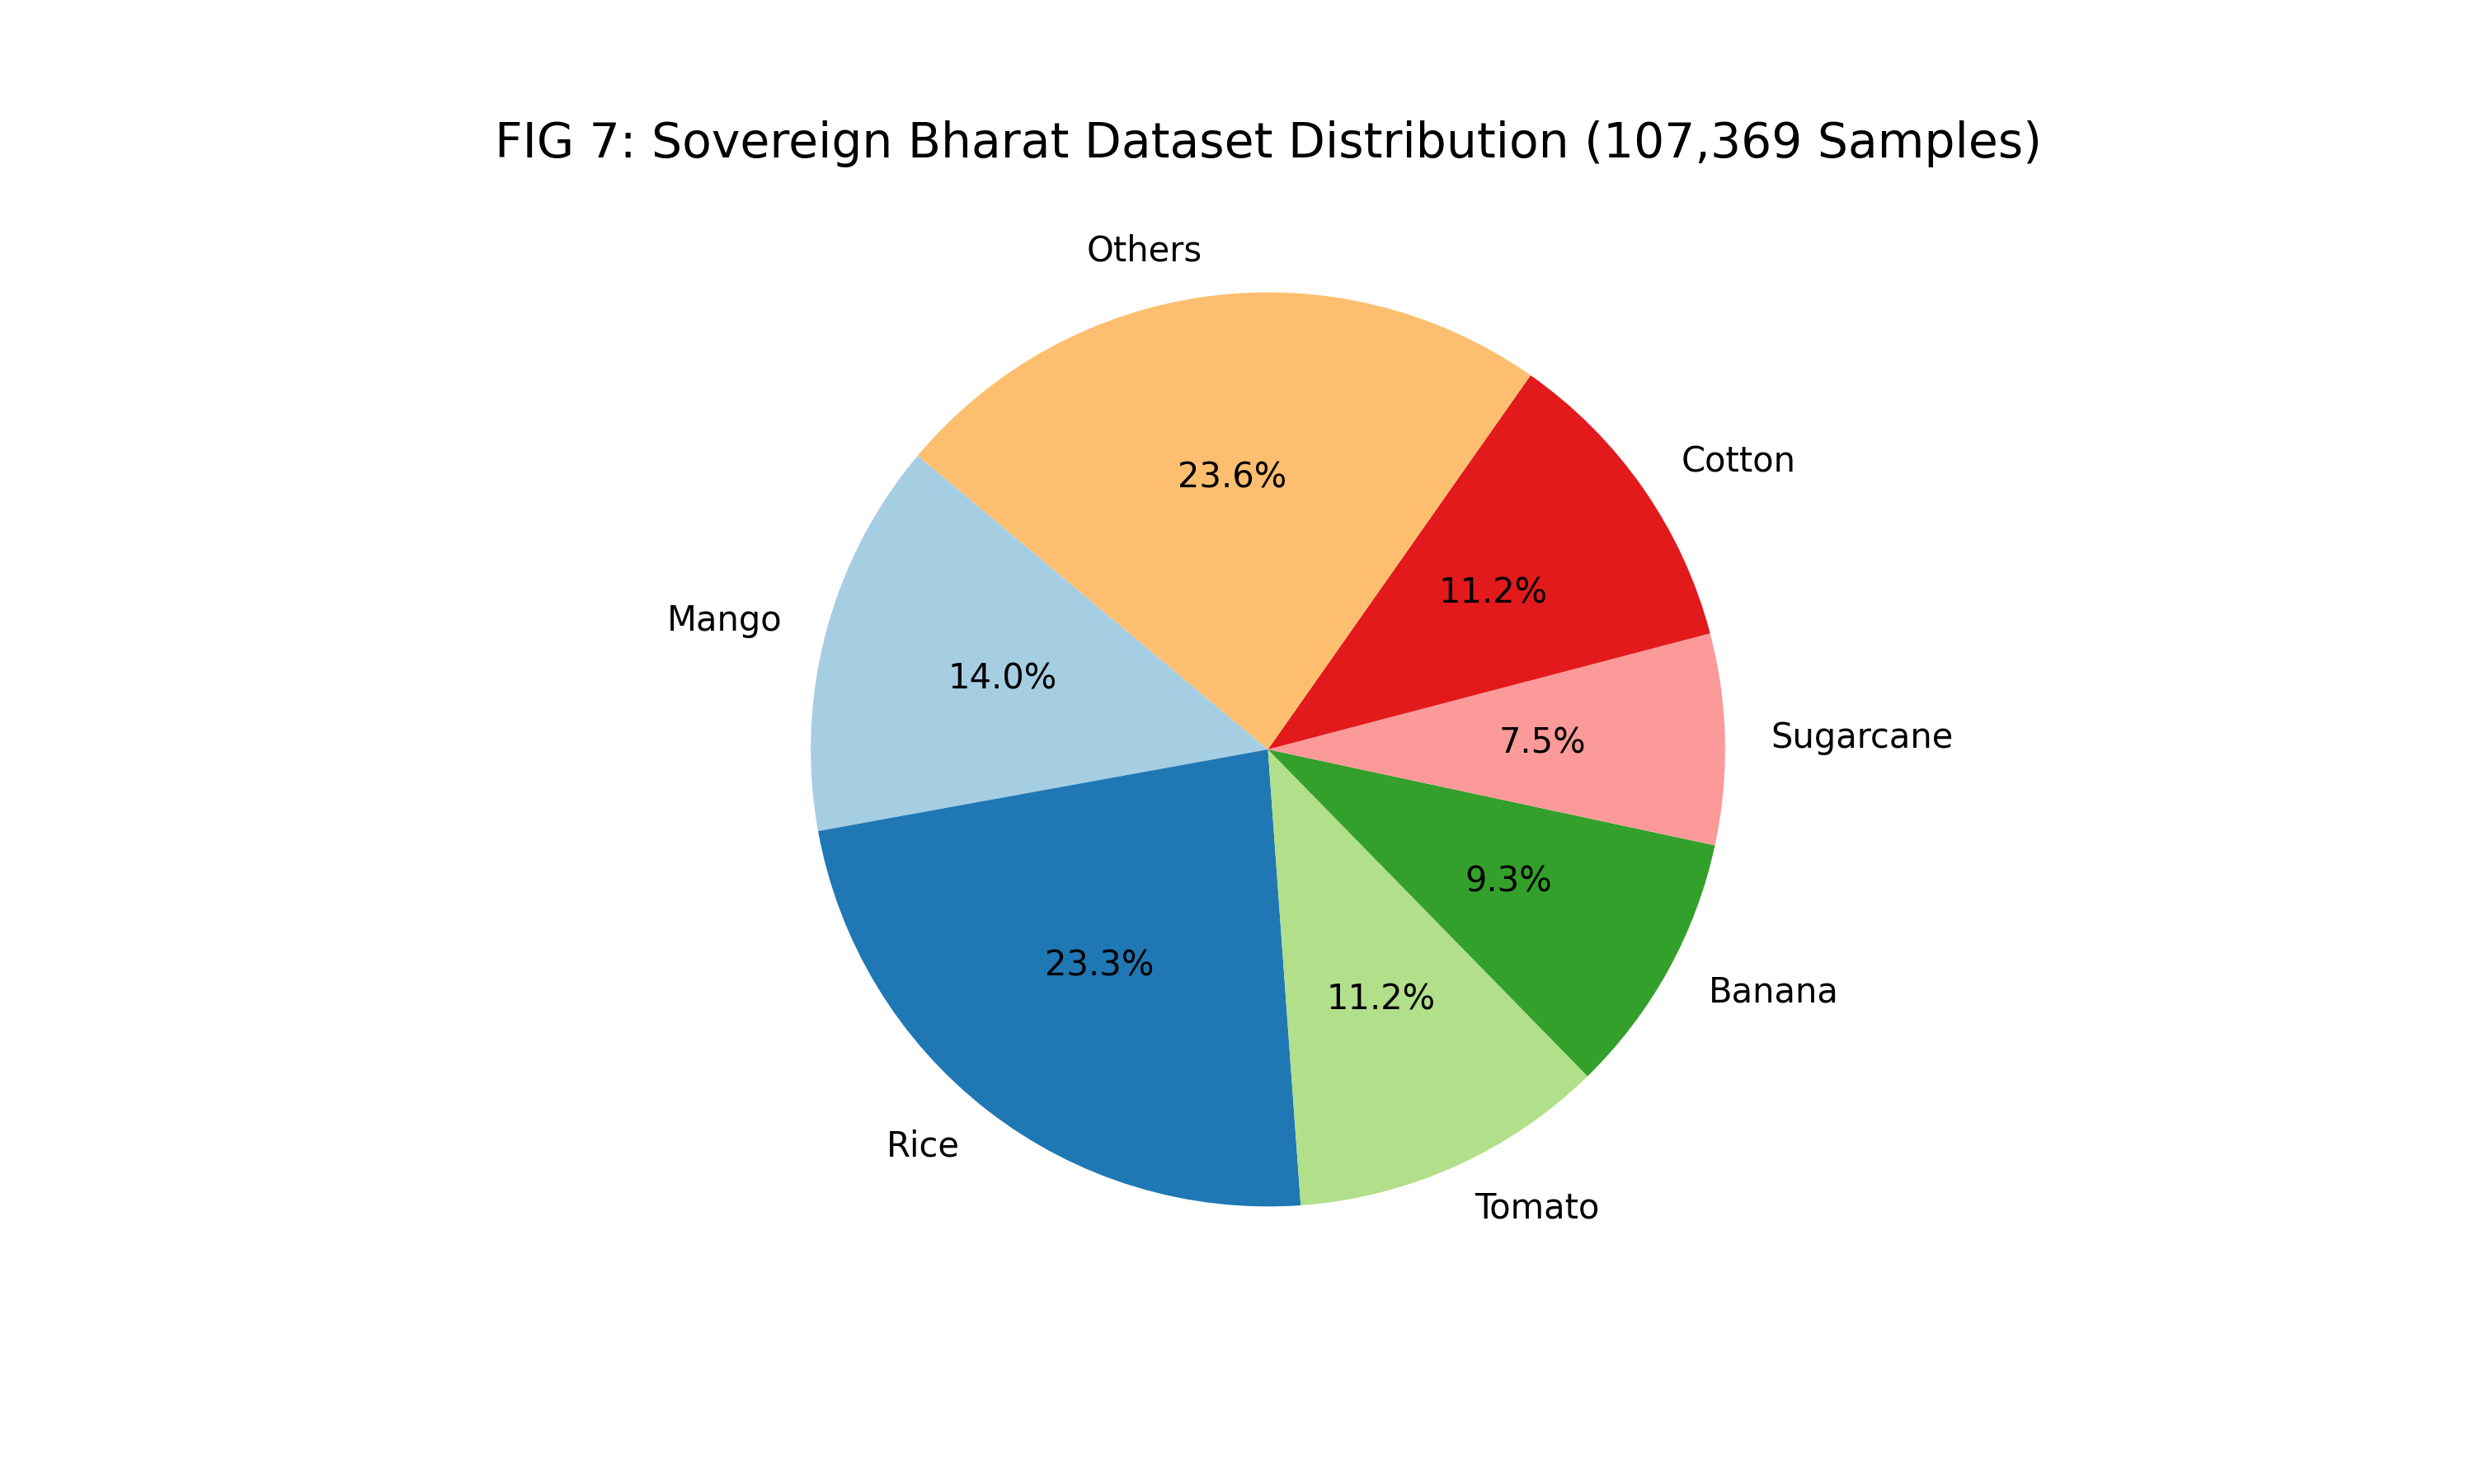 FIG 7: Sovereign Bharat Dataset Distribution (107,369 Samples)
Others
Cotton
23.6%
11.2%
Mango
14.0%
Sugarcane
7.5%
9.3%
Banana
23.3%
11.2%
Rice
Tomato